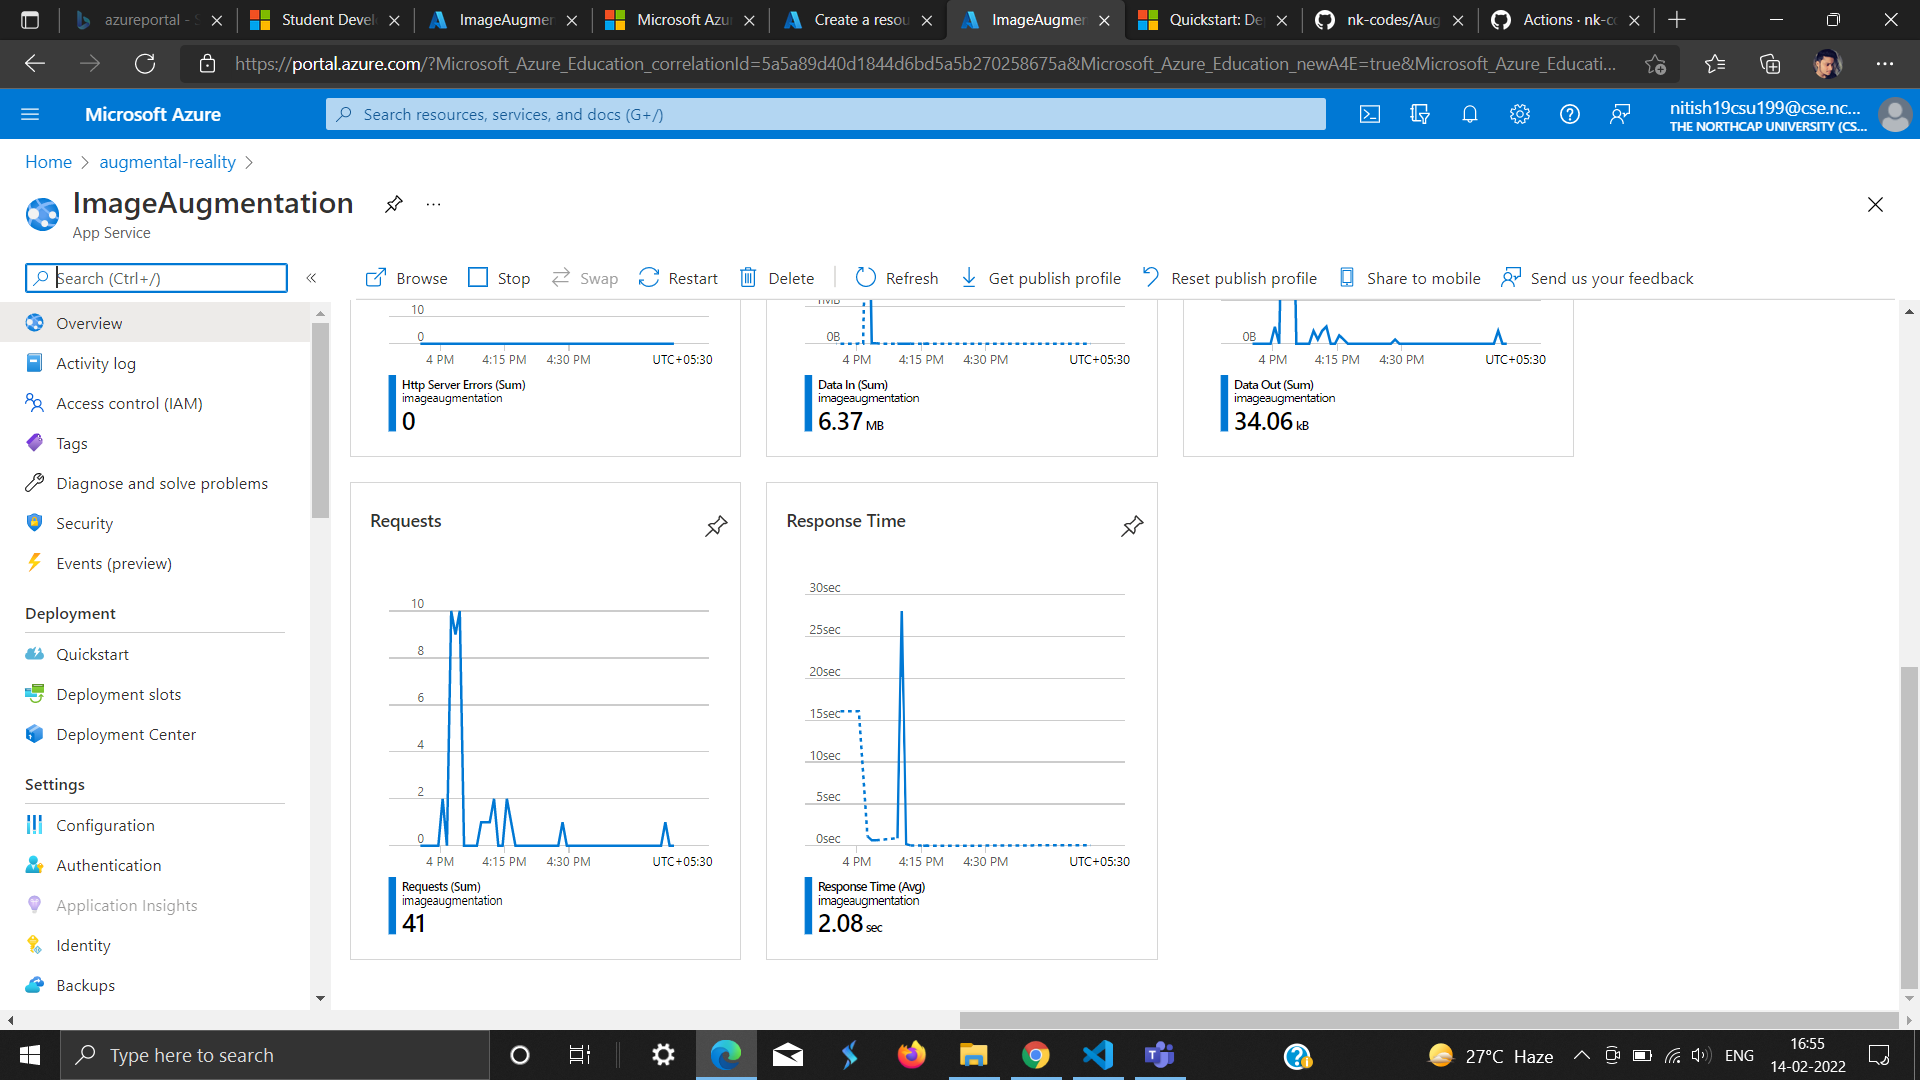 azureportal - S
Student Devel
ImageAugmen
Microsoft Azu
Create a resou
ImageAugmen
Quickstart: De
nk-codes/Aug
Actions · nk-co
https://portal.azure.com/?Microsoft_Azure_Education_correlationId=5a5a89d40d1844d6bd5a5b270258675a&Microsoft_Azure_Education_newA4E=true&Microsoft_Azure_Educati...
Microsoft Azure
Search resources, services, and docs (G+/)
nitish19csu199@cse.nc...
THE NORTHCAP UNIVERSITY (CS...
Home > augmental-reality >
ImageAugmentation
...
App Service
Search (Ctrl+/)
«
Browse Stop Swap Restart Delete Refresh Get publish profile Reset publish profile Share to mobile Send us your feedback
Overview
Activity log
Access control (IAM)
Tags
Diagnose and solve problems
Security
Events (preview)
Deployment
Quickstart
Deployment slots
Deployment Center
Settings
Configuration
Authentication
Application Insights
Identity
Backups
10
0
4 PM 4:15 PM 4:30 PM UTC+05:30
Http Server Errors (Sum)
imageaugmentation
0
1MB
0B
4 PM 4:15 PM 4:30 PM UTC+05:30
Data In (Sum)
imageaugmentation
6.37 MB
0B
4 PM 4:15 PM 4:30 PM UTC+05:30
Data Out (Sum)
imageaugmentation
34.06 kB
Requests
10
8
6
4
2
0
4 PM 4:15 PM 4:30 PM UTC+05:30
Requests (Sum)
imageaugmentation
41
Response Time
30sec
25sec
20sec
15sec
10sec
5sec
0sec
4 PM 4:15 PM 4:30 PM UTC+05:30
Response Time (Avg)
imageaugmentation
2.08 sec
Type here to search
27°C Haze
ENG
16:55
14-02-2022